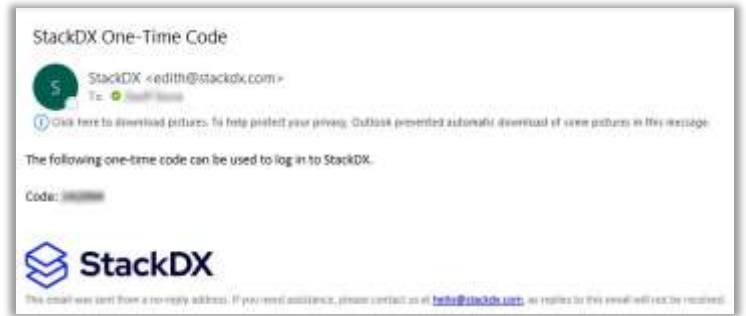 StackDX One-Time Code
S
StackDX <edith@stackdx.com>
To:
Click here to download pictures. To help protect your privacy, Outlook prevented automatic download of some pictures in this message.
The following one-time code can be used to log in to StackDX.
Code:
StackDX
This email was sent from a no-reply address. If you need assistance, please contact us at hello@stackdx.com, as replies to this email will not be received.